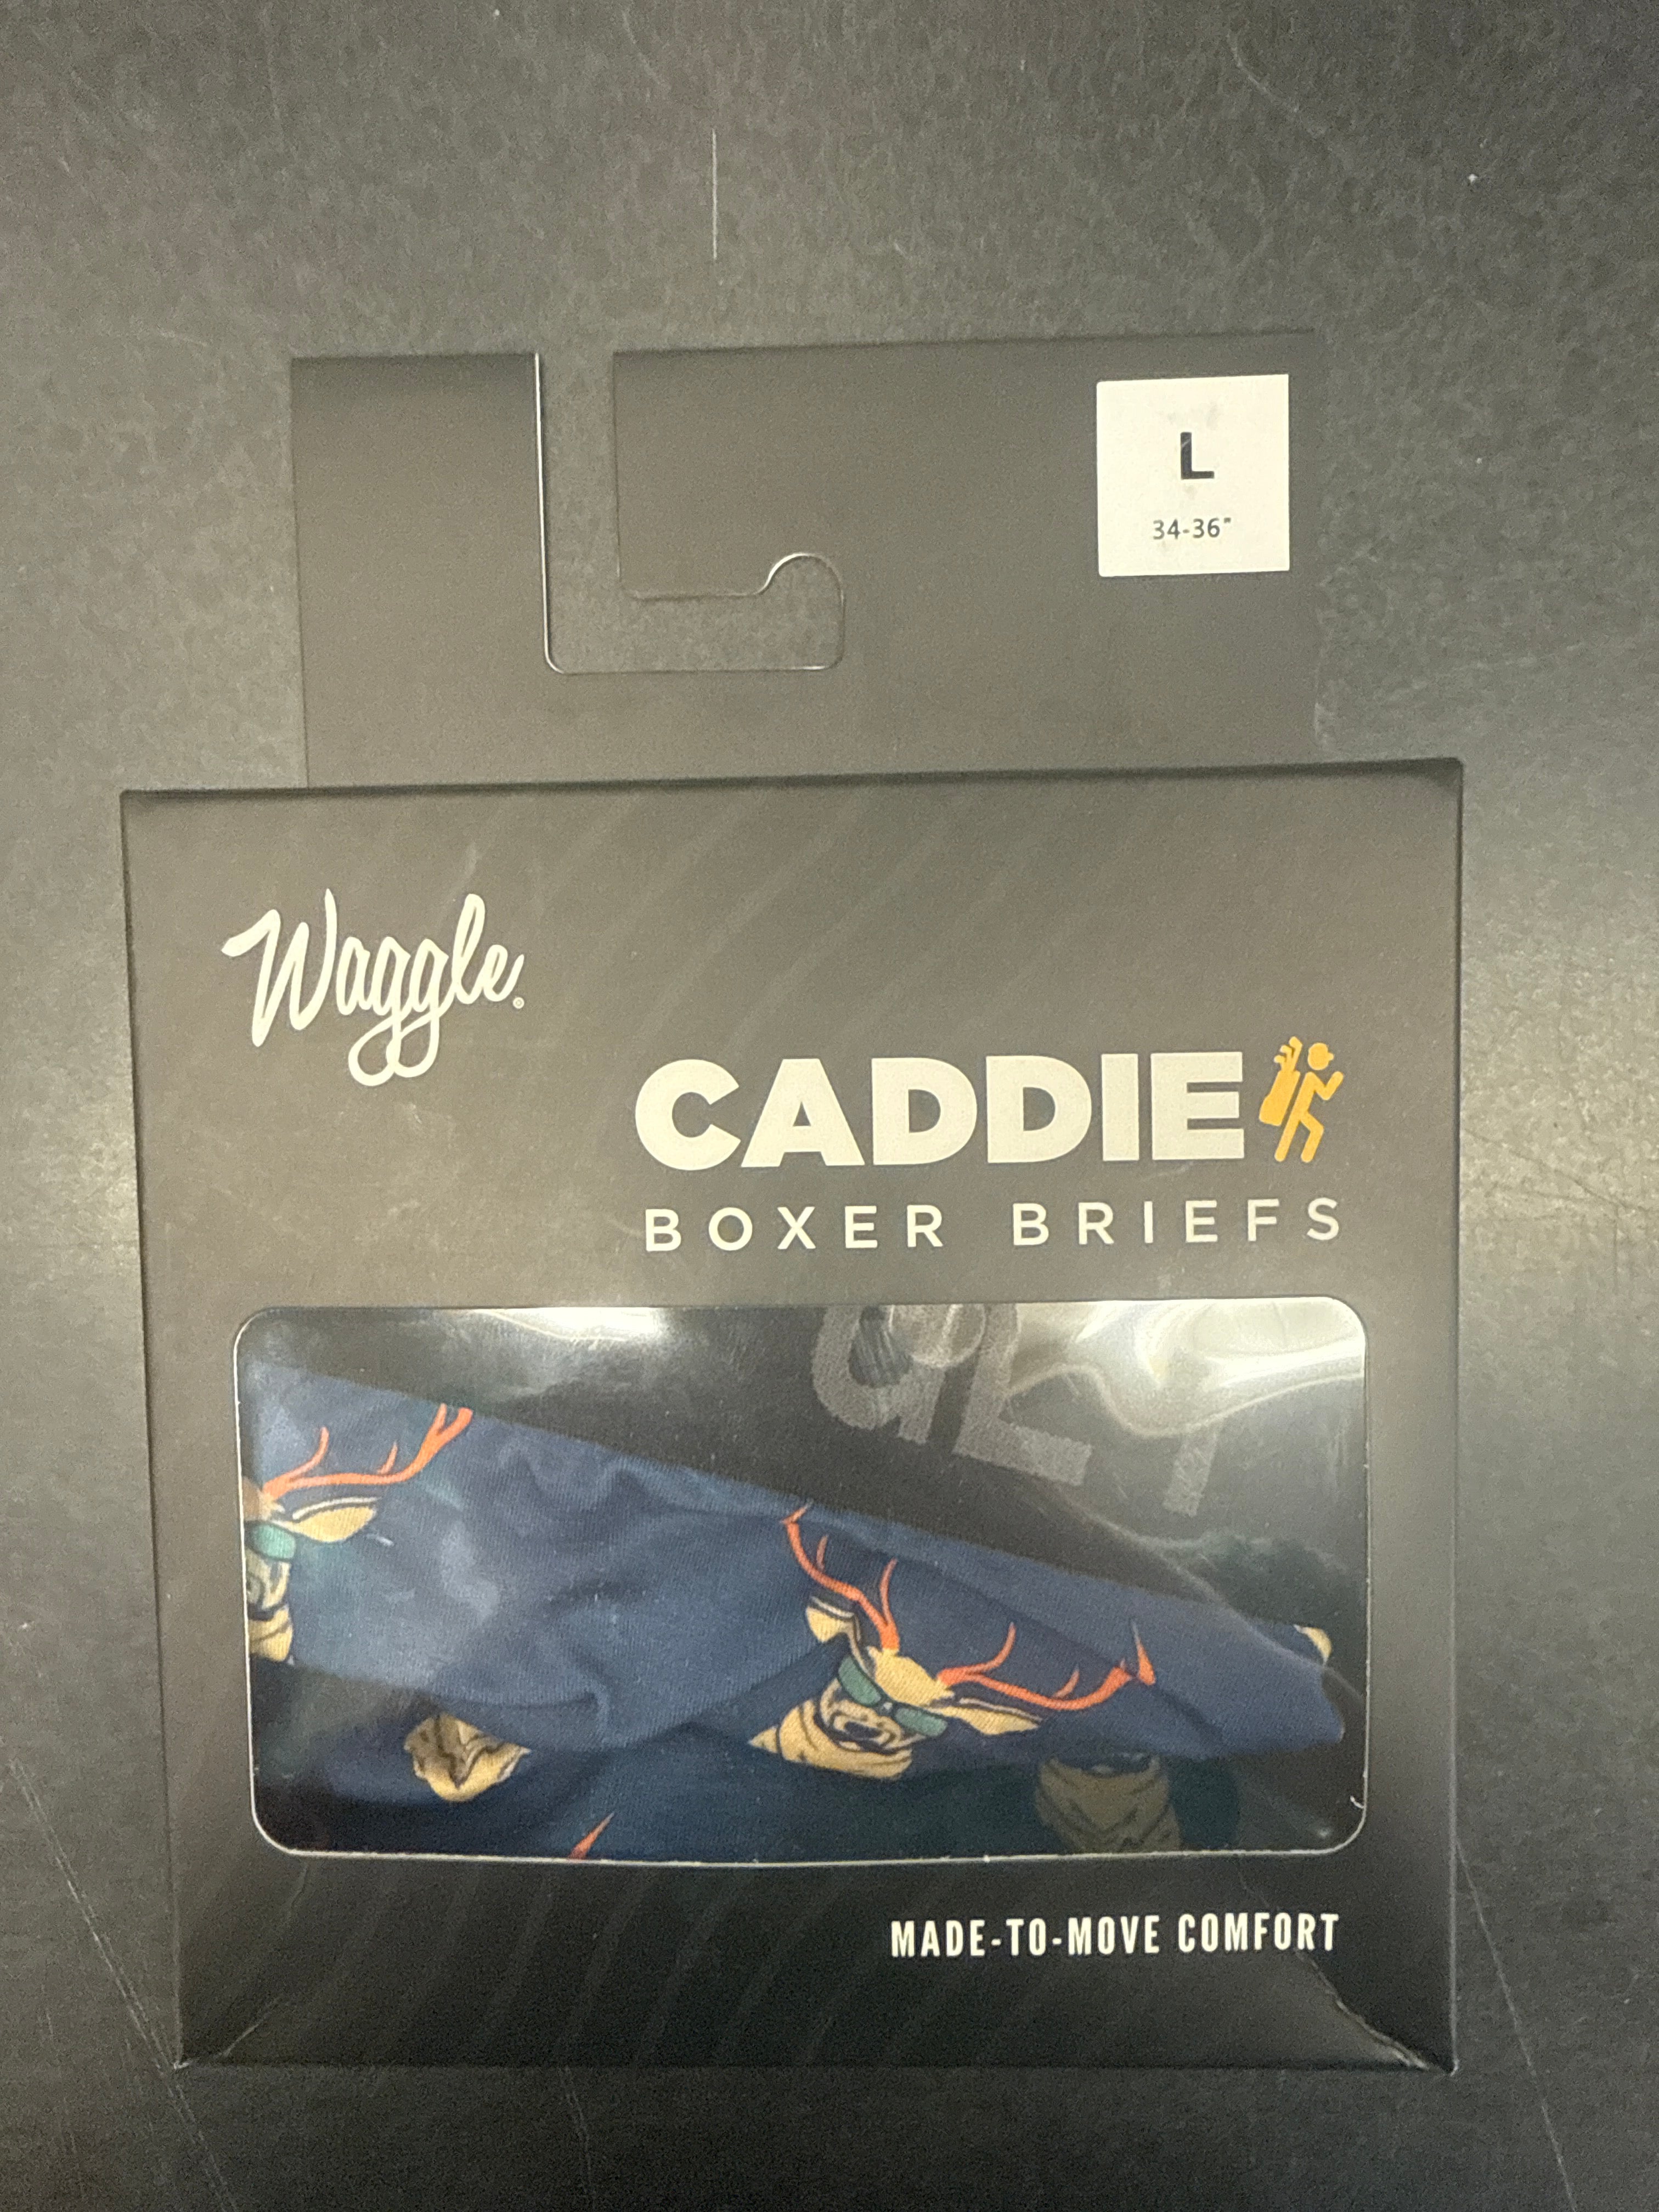 L
34-36"
Waggle®
CADDIE
BOXER BRIEFS
MADE-TO-MOVE COMFORT